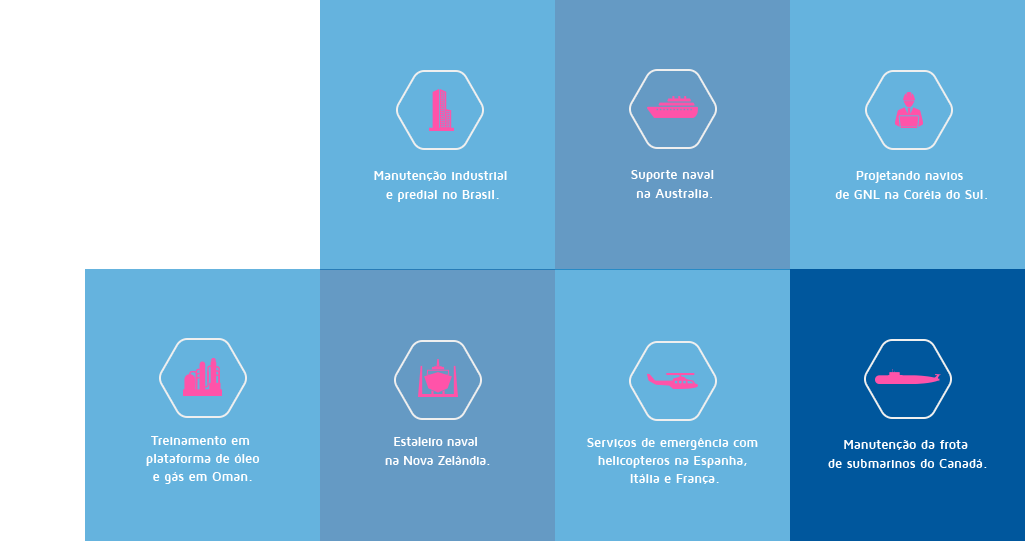 Manutenção industrial
e predial no Brasil.
Suporte naval
na Australia.
Projetando navios
de GNL na Coréia do Sul.
Treinamento em
plataforma de óleo
e gás em Oman.
Estaleiro naval
na Nova Zelândia.
Serviços de emergência com
helicopteros na Espanha,
Itália e França.
Manutenção da frota
de submarinos do Canadá.